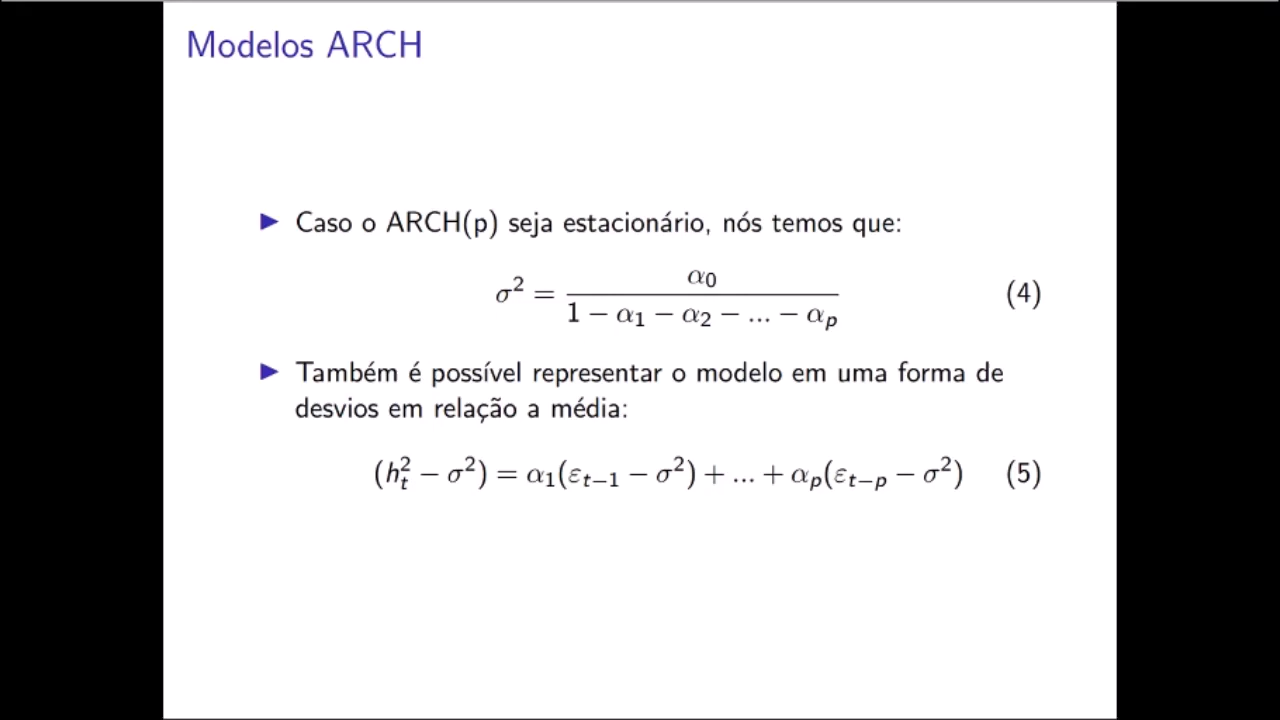 Modelos ARCH
▶ Caso o ARCH(p) seja estacionário, nós temos que:
σ² = α₀ / (1 − α₁ − α₂ − ... − αₚ) (4)
▶ Também é possível representar o modelo em uma forma de
desvios em relação a média:
(hₜ² − σ²) = α₁(εₜ₋₁ − σ²) + ... + αₚ(εₜ₋ₚ − σ²) (5)